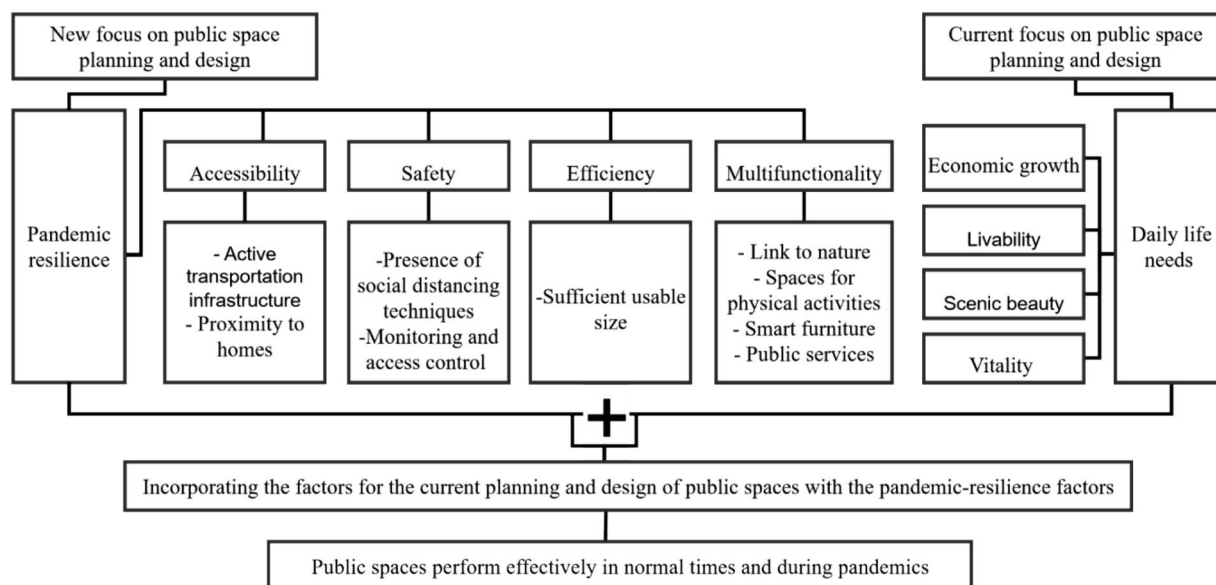 New focus on public space
planning and design
Current focus on public space
planning and design
Pandemic
resilience
Accessibility
Safety
Efficiency
Multifunctionality
- Active
transportation
infrastructure
- Proximity to
homes
-Presence of
social distancing
techniques
-Monitoring and
access control
-Sufficient usable
size
- Link to nature
- Spaces for
physical activities
- Smart furniture
- Public services
Economic growth
Livability
Scenic beauty
Vitality
Daily life
needs
+
Incorporating the factors for the current planning and design of public spaces with the pandemic-resilience factors
Public spaces perform effectively in normal times and during pandemics